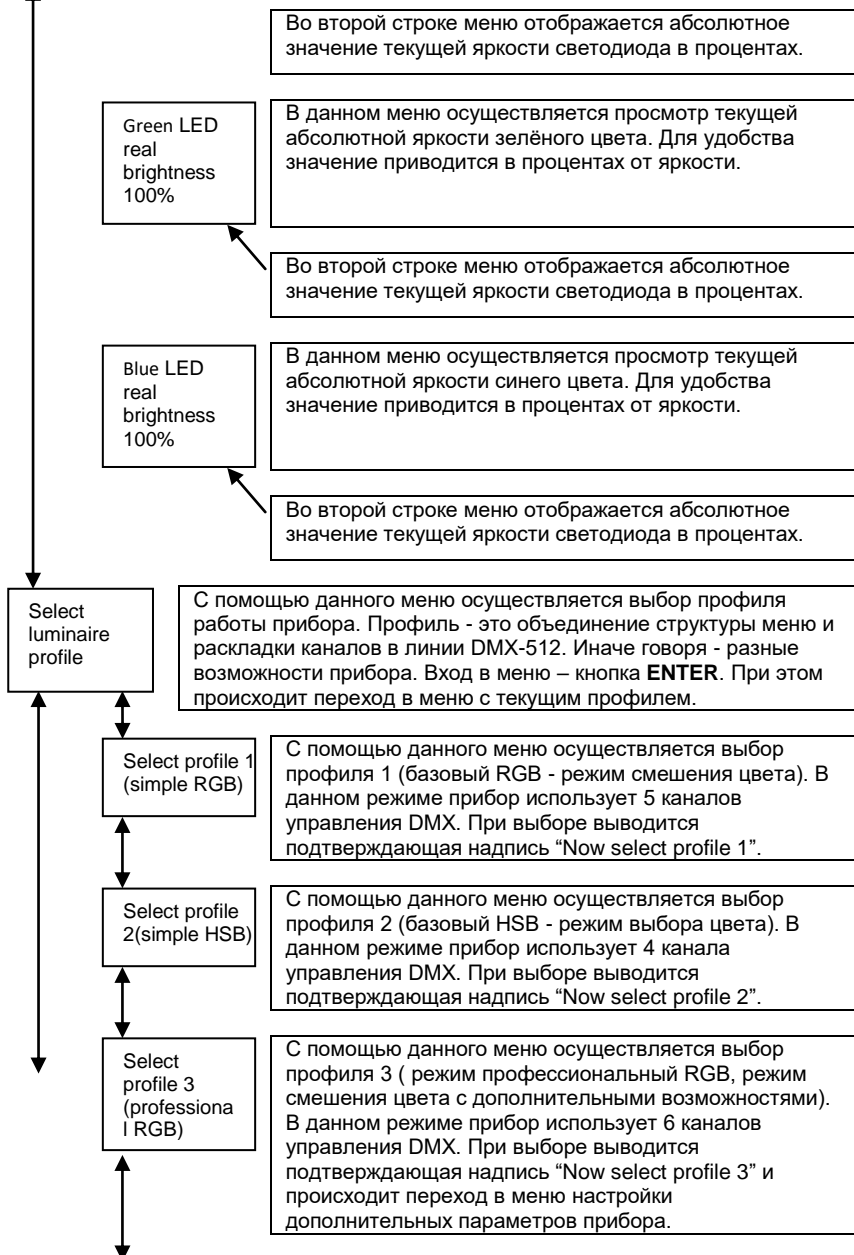 Во второй строке меню отображается абсолютное
значение текущей яркости светодиода в процентах.
Green LED
real
brightness
100%
В данном меню осуществляется просмотр текущей
абсолютной яркости зелёного цвета. Для удобства
значение приводится в процентах от яркости.
Во второй строке меню отображается абсолютное
значение текущей яркости светодиода в процентах.
Blue LED
real
brightness
100%
В данном меню осуществляется просмотр текущей
абсолютной яркости синего цвета. Для удобства
значение приводится в процентах от яркости.
Во второй строке меню отображается абсолютное
значение текущей яркости светодиода в процентах.
Select
luminaire
profile
С помощью данного меню осуществляется выбор профиля
работы прибора. Профиль - это объединение структуры меню и
раскладки каналов в линии DMX-512. Иначе говоря - разные
возможности прибора. Вход в меню – кнопка ENTER. При этом
происходит переход в меню с текущим профилем.
Select profile 1
(simple RGB)
С помощью данного меню осуществляется выбор
профиля 1 (базовый RGB - режим смешения цвета). В
данном режиме прибор использует 5 каналов
управления DMX. При выборе выводится
подтверждающая надпись “Now select profile 1”.
Select profile
2(simple HSB)
С помощью данного меню осуществляется выбор
профиля 2 (базовый HSB - режим выбора цвета). В
данном режиме прибор использует 4 канала
управления DMX. При выборе выводится
подтверждающая надпись “Now select profile 2”.
Select
profile 3
(professiona
l RGB)
С помощью данного меню осуществляется выбор
профиля 3 ( режим профессиональный RGB, режим
смешения цвета с дополнительными возможностями).
В данном режиме прибор использует 6 каналов
управления DMX. При выборе выводится
подтверждающая надпись “Now select profile 3” и
происходит переход в меню настройки
дополнительных параметров прибора.